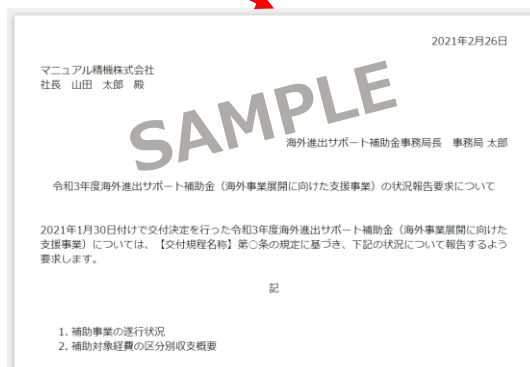 2021年2月26日
マニュアル精機株式会社
社長 山田 太郎 殿
SAMPLE
海外進出サポート補助金事務局長 事務局 太郎
令和3年度海外進出サポート補助金（海外事業展開に向けた支援事業）の状況報告要求について
2021年1月30日付けで交付決定を行った令和3年度海外進出サポート補助金（海外事業展開に向けた
支援事業）については、【交付規程名称】第○条の規定に基づき、下記の状況について報告するよう
要求します。
記
1. 補助事業の遂行状況
2. 補助対象経費の区分別収支概要